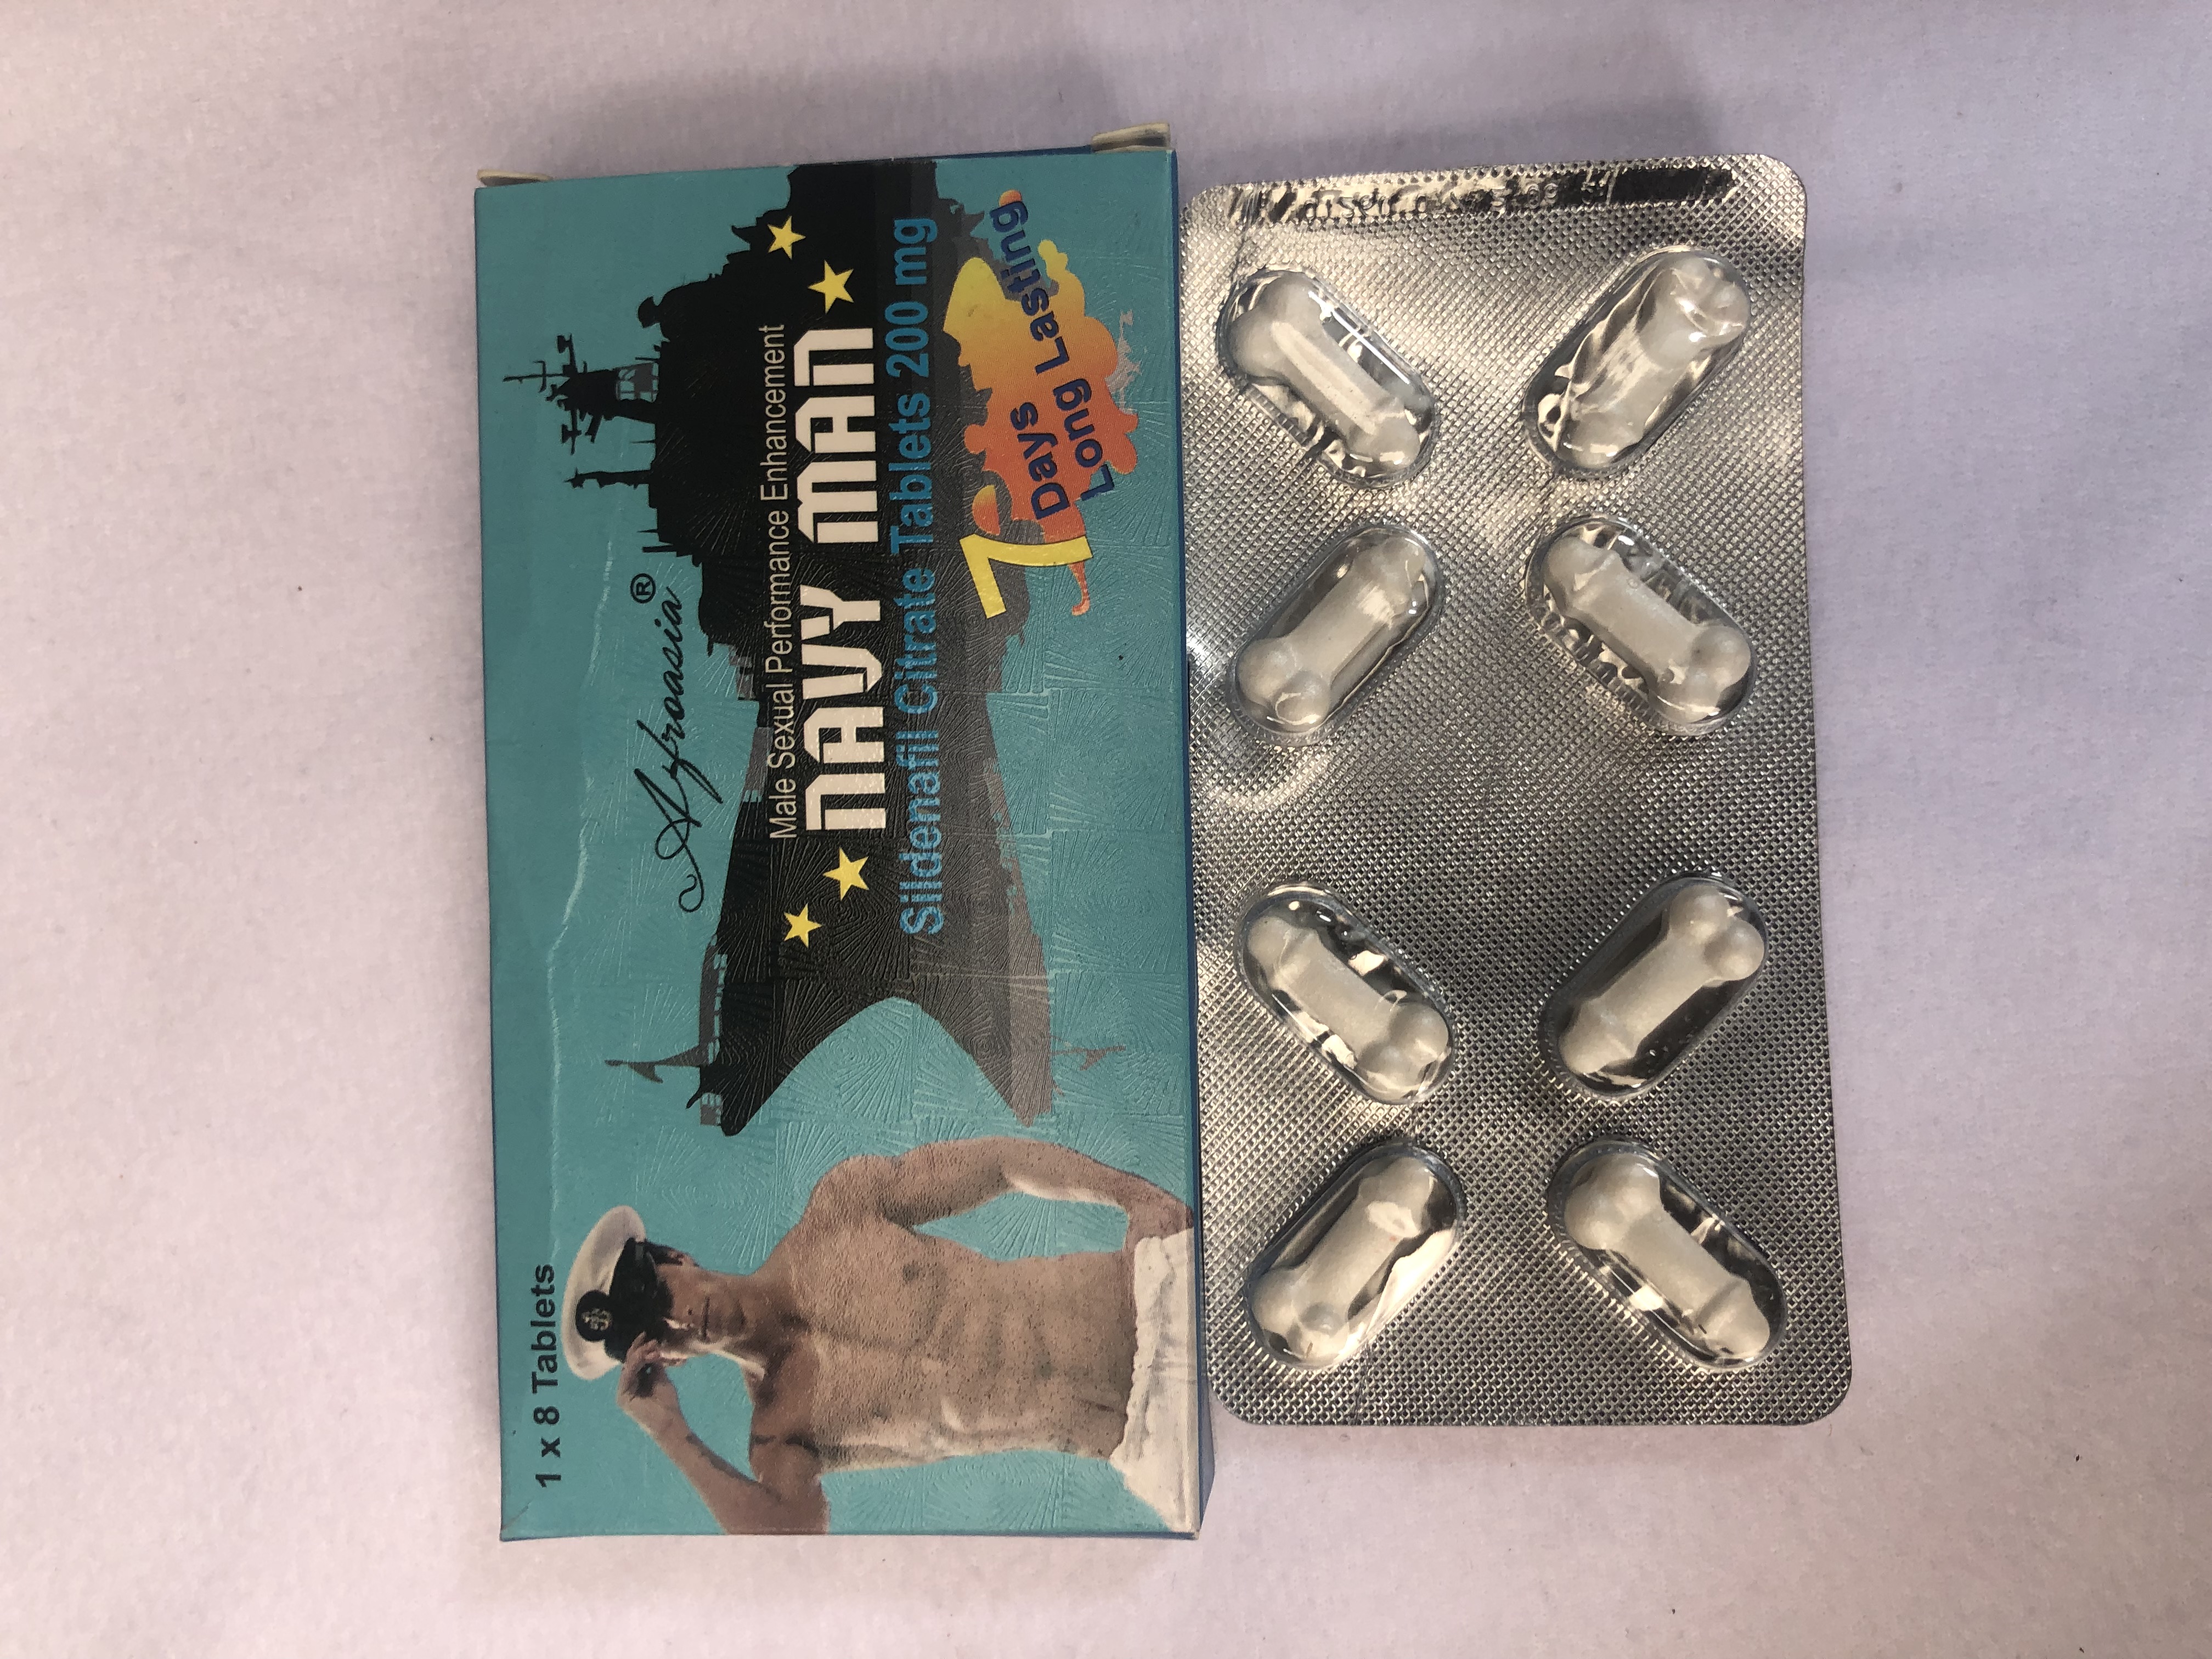 1 x 8 Tablets
Afroasia®
Male Sexual Performance Enhancement
NAVY MAN
Sildenafil Citrate Tablets 200 mg
7 Days
Long Lasting